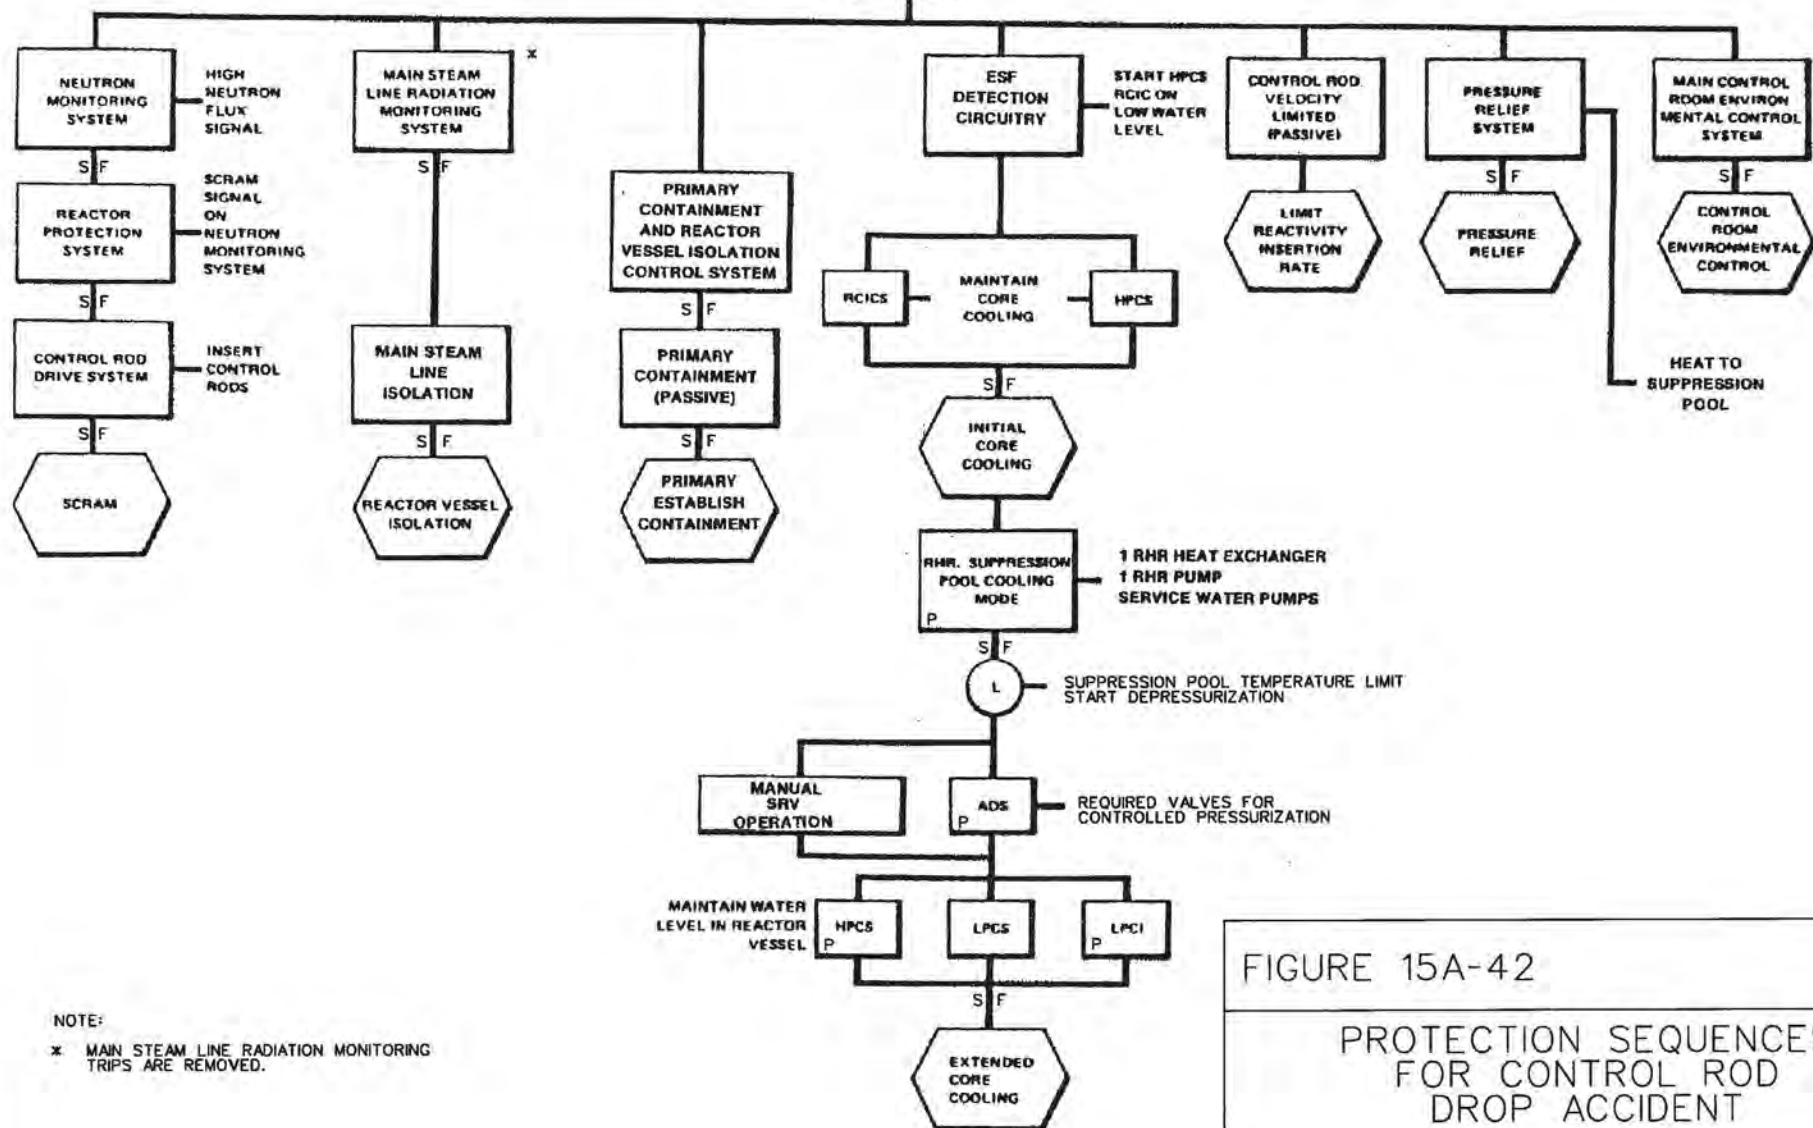 NEUTRON
MONITORING
SYSTEM
HIGH
NEUTRON
FLUX
SIGNAL
S F
REACTOR
PROTECTION
SYSTEM
SCRAM
SIGNAL
ON
NEUTRON
MONITORING
SYSTEM
S F
CONTROL ROD
DRIVE SYSTEM
INSERT
CONTROL
RODS
S F
SCRAM
MAIN STEAM
LINE RADIATION
MONITORING
SYSTEM
*
S F
MAIN STEAM
LINE
ISOLATION
S F
REACTOR VESSEL
ISOLATION
PRIMARY
CONTAINMENT
AND REACTOR
VESSEL ISOLATION
CONTROL SYSTEM
S F
PRIMARY
CONTAINMENT
(PASSIVE)
S F
PRIMARY
ESTABLISH
CONTAINMENT
ESF
DETECTION
CIRCUITRY
START HPCS
RCIC ON
LOW WATER
LEVEL
RCICS
MAINTAIN
CORE
COOLING
HPCS
S F
INITIAL
CORE
COOLING
RHR. SUPPRESSION
POOL COOLING
MODE
P
1 RHR HEAT EXCHANGER
1 RHR PUMP
SERVICE WATER PUMPS
S F
L
SUPPRESSION POOL TEMPERATURE LIMIT
START DEPRESSURIZATION
MANUAL
SRV
OPERATION
ADS
P
REQUIRED VALVES FOR
CONTROLLED PRESSURIZATION
MAINTAIN WATER
LEVEL IN REACTOR
VESSEL
HPCS
P
LPCS
LPCI
P
S F
EXTENDED
CORE
COOLING
CONTROL ROD
VELOCITY
LIMITED
(PASSIVE)
LIMIT
REACTIVITY
INSERTION
RATE
PRESSURE
RELIEF
SYSTEM
S F
PRESSURE
RELIEF
HEAT TO
SUPPRESSION
POOL
MAIN CONTROL
ROOM ENVIRON
MENTAL CONTROL
SYSTEM
S F
CONTROL
ROOM
ENVIRONMENTAL
CONTROL
NOTE:
* MAIN STEAM LINE RADIATION MONITORING
TRIPS ARE REMOVED.
FIGURE 15A-42
PROTECTION SEQUENCES
FOR CONTROL ROD
DROP ACCIDENT